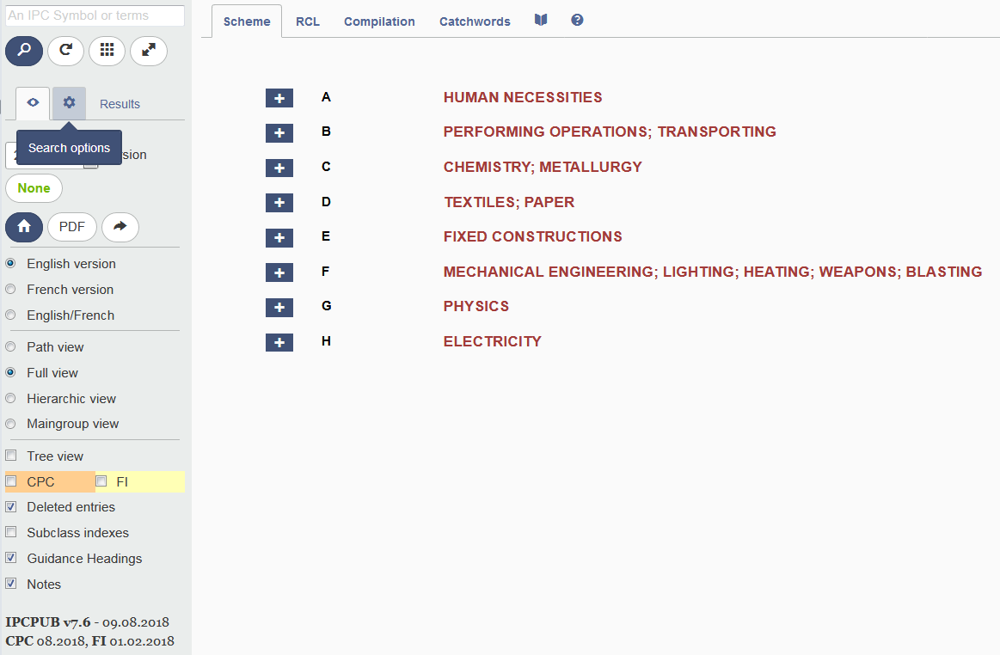 An IPC Symbol or terms
Scheme RCL Compilation Catchwords
Results
Search options
None
PDF
English version
French version
English/French
Path view
Full view
Hierarchic view
Maingroup view
Tree view
CPC FI
Deleted entries
Subclass indexes
Guidance Headings
Notes
IPCPUB v7.6 - 09.08.2018
CPC 08.2018, FI 01.02.2018
A HUMAN NECESSITIES
B PERFORMING OPERATIONS; TRANSPORTING
C CHEMISTRY; METALLURGY
D TEXTILES; PAPER
E FIXED CONSTRUCTIONS
F MECHANICAL ENGINEERING; LIGHTING; HEATING; WEAPONS; BLASTING
G PHYSICS
H ELECTRICITY